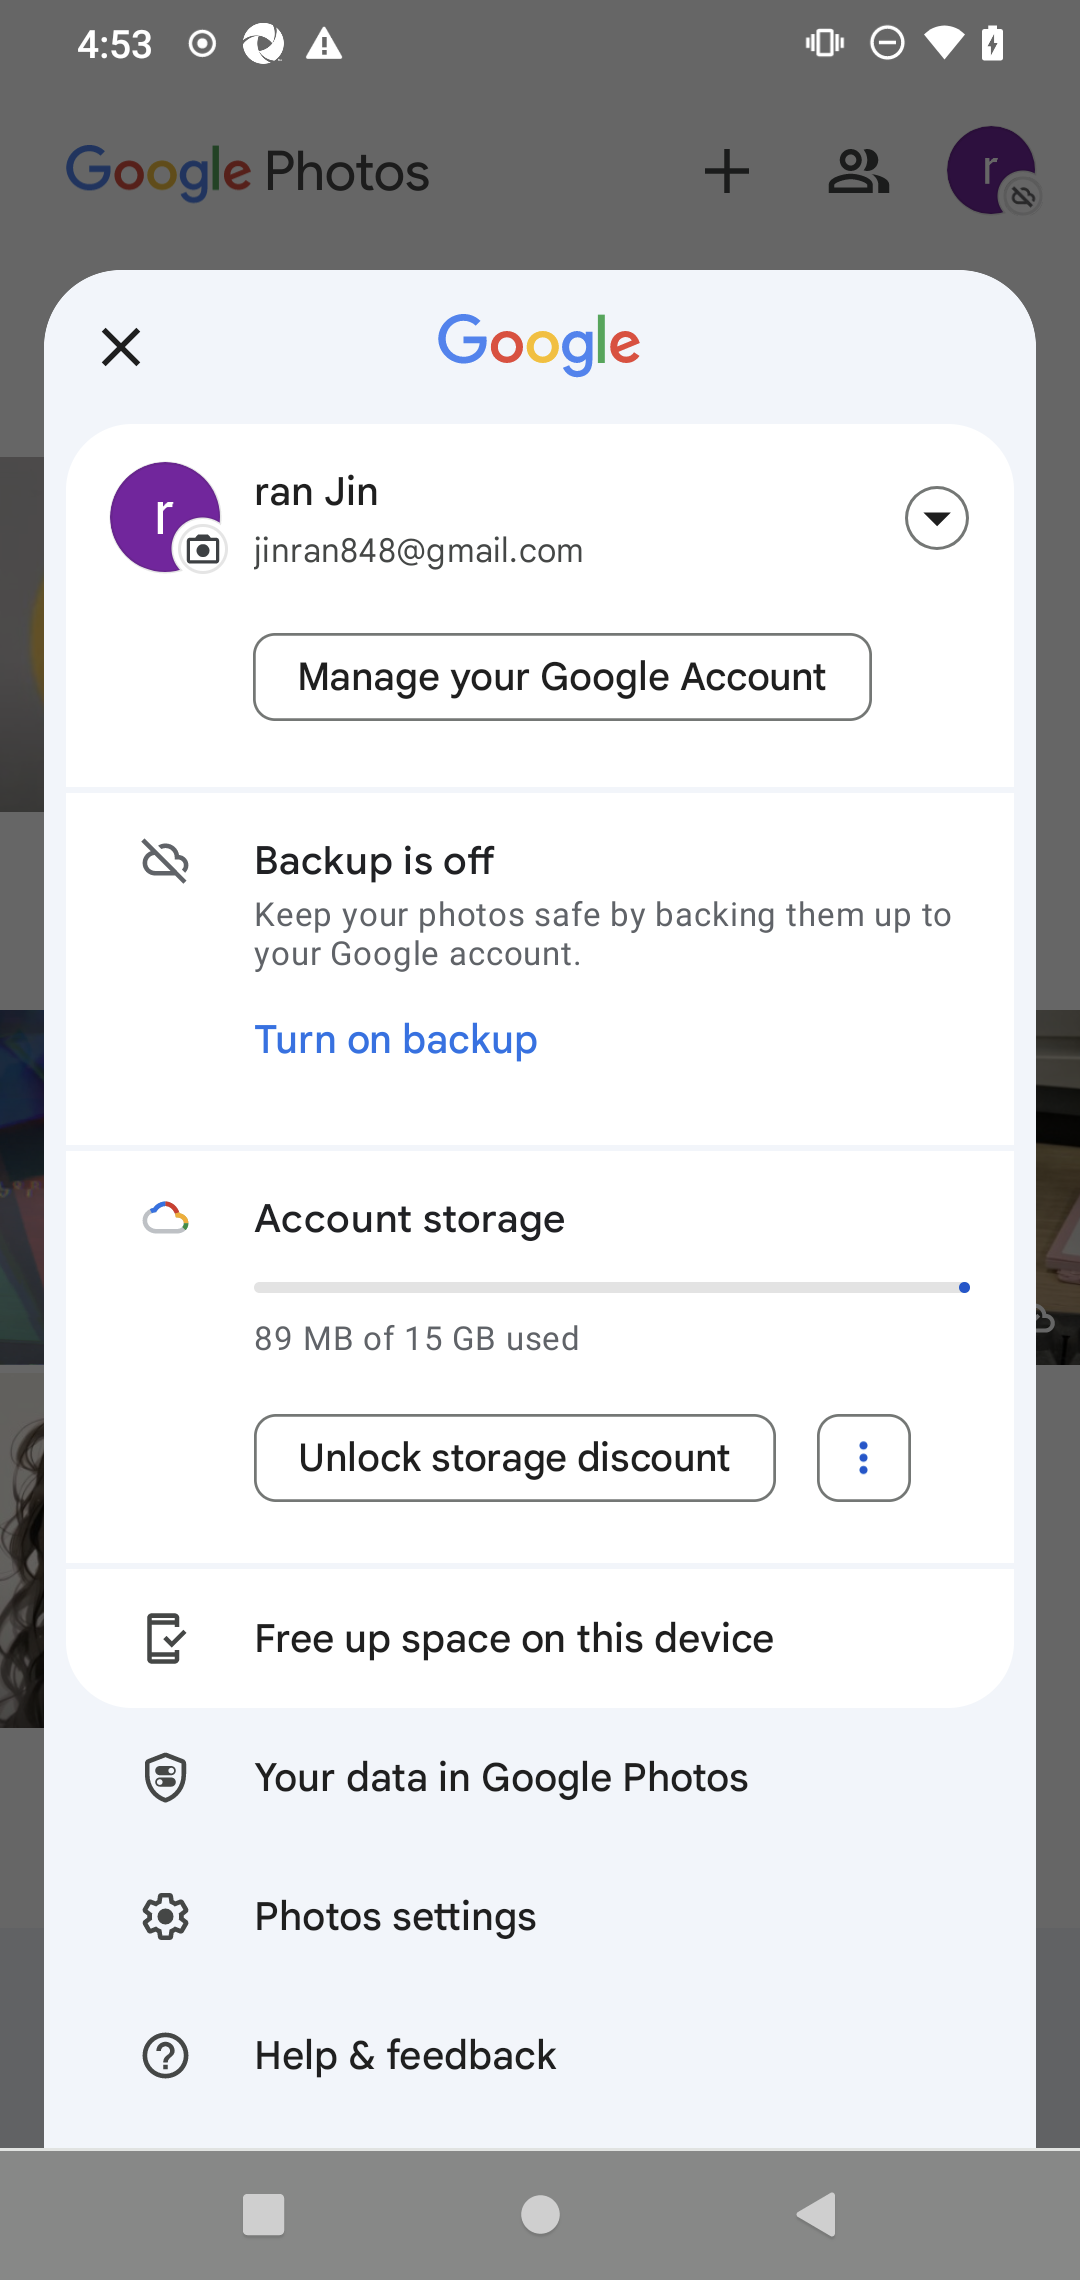 4:53
Google Photos
r
Google
r
ran Jin
jinran848@gmail.com
Manage your Google Account
Backup is off
Keep your photos safe by backing them up to
your Google account.
Turn on backup
Account storage
89 MB of 15 GB used
Unlock storage discount
Free up space on this device
Your data in Google Photos
Photos settings
Help & feedback